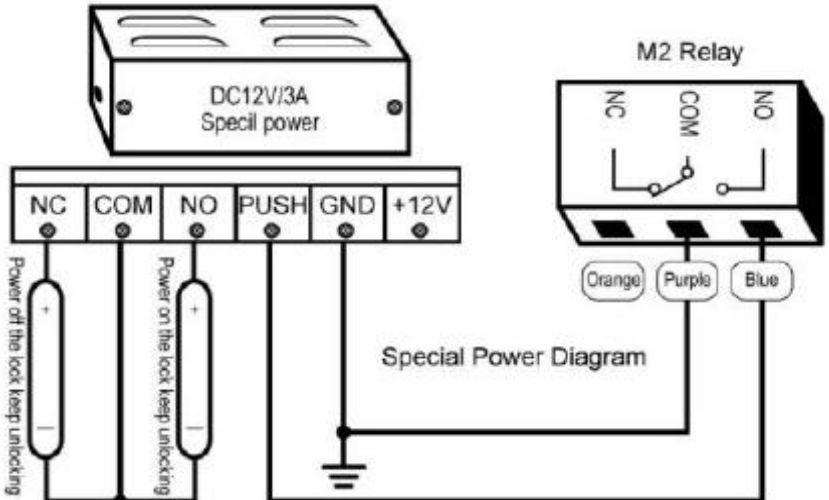 DC12V/3A
Specil power
NC COM NO PUSH GND +12V
Power off the lock keep unlocking
+
—
Power on the lock keep unlocking
+
—
M2 Relay
NC
COM
NO
Orange Purple Blue
Special Power Diagram